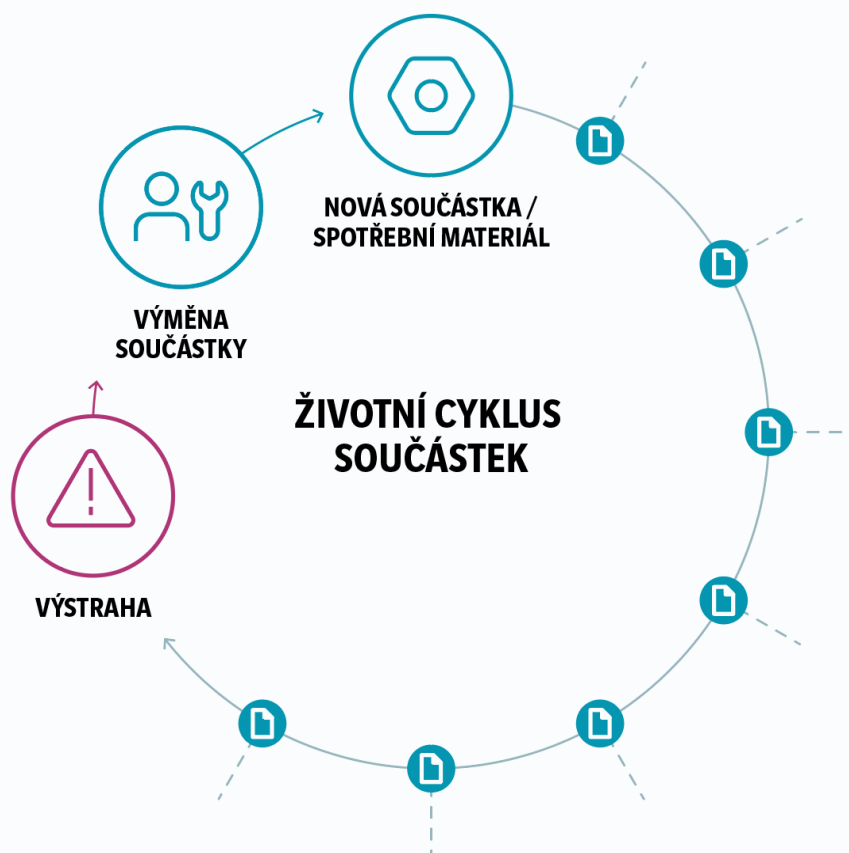 NOVÁ SOUČÁSTKA /
SPOTŘEBNÍ MATERIÁL
VÝMĚNA
SOUČÁSTKY
ŽIVOTNÍ CYKLUS
SOUČÁSTEK
VÝSTRAHA